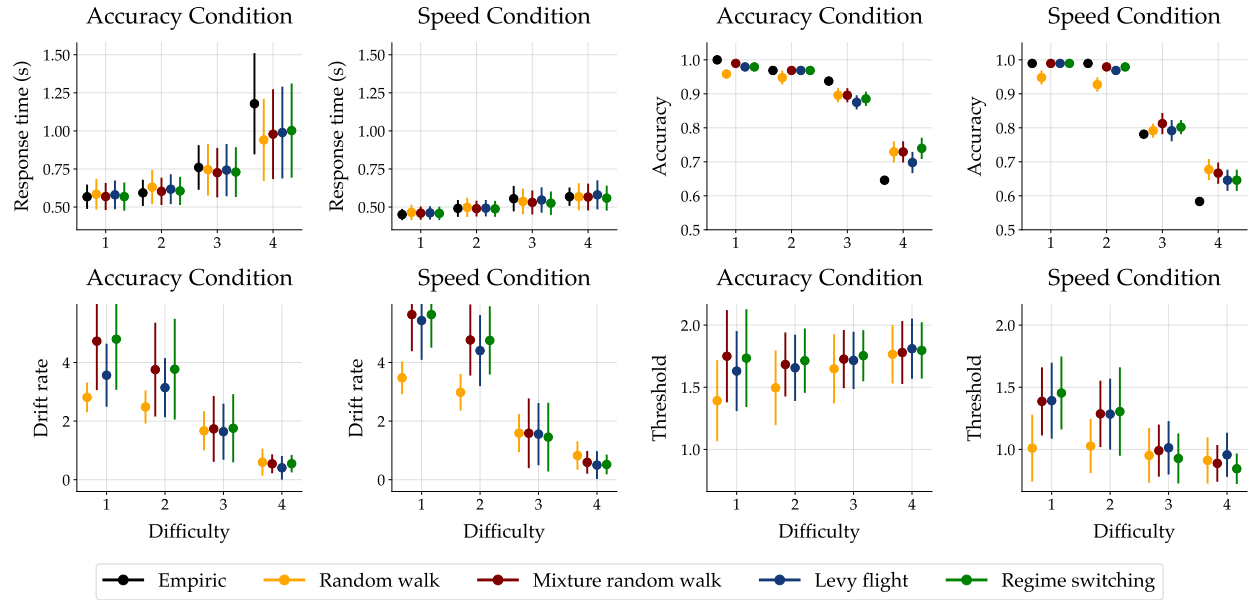 Accuracy Condition
Speed Condition
Accuracy Condition
Speed Condition
Response time (s)
1.50
1.25
1.00
0.75
0.50
1 2 3 4
Response time (s)
1.50
1.25
1.00
0.75
0.50
1 2 3 4
Accuracy
1.0
0.9
0.8
0.7
0.6
0.5
1 2 3 4
Accuracy
1.0
0.9
0.8
0.7
0.6
0.5
1 2 3 4
Accuracy Condition
Speed Condition
Accuracy Condition
Speed Condition
Drift rate
4
2
0
1 2 3 4
Difficulty
Drift rate
4
2
0
1 2 3 4
Difficulty
Threshold
2.0
1.5
1.0
1 2 3 4
Difficulty
Threshold
2.0
1.5
1.0
1 2 3 4
Difficulty
Empiric Random walk Mixture random walk Levy flight Regime switching